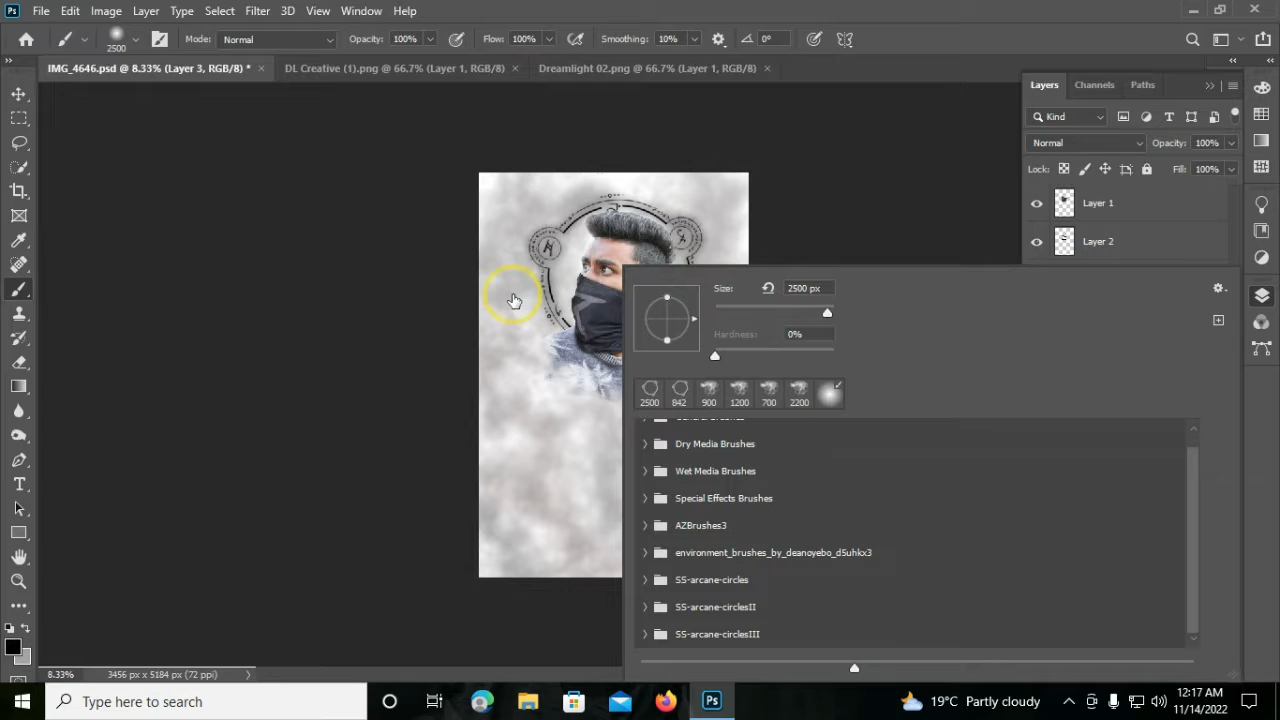 Ps File Edit Image Layer Type Select Filter 3D View Window Help
2500 Mode: Normal Opacity: 100% Flow: 100% Smoothing: 10% 0°
IMG_4646.psd @ 8.33% (Layer 3, RGB/8) * DL Creative (1).png @ 66.7% (Layer 1, RGB/8) Dreamlight 02.png @ 66.7% (Layer 1, RGB/8)
Layers Channels Paths
Kind
Normal Opacity: 100%
Lock: Fill: 100%
Layer 1
Layer 2
Size: 2500 px
Hardness: 0%
2500 842 900 1200 700 2200
Dry Media Brushes
Wet Media Brushes
Special Effects Brushes
AZBrushes3
environment_brushes_by_deanoyebo_d5uhkx3
SS-arcane-circles
SS-arcane-circlesII
SS-arcane-circlesIII
8.33% 3456 px x 5184 px (72 ppi)
Type here to search Ps 19°C Partly cloudy 12:17 AM
11/14/2022